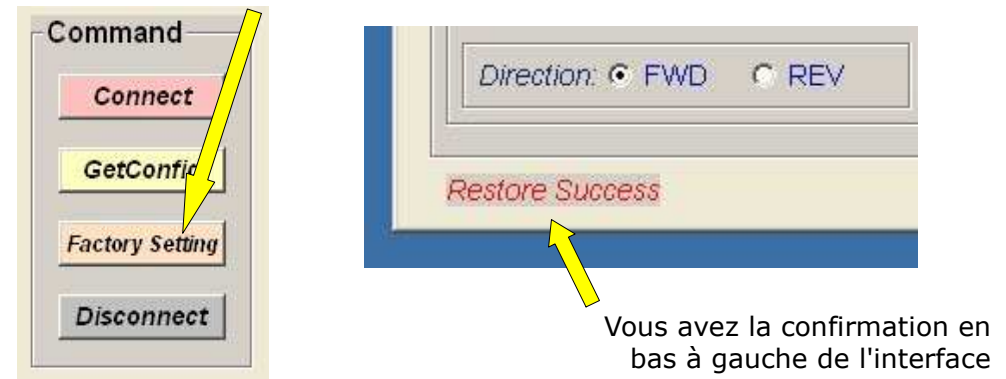 Command
Connect
GetConfig
Factory Setting
Disconnect
Direction: FWD REV
Restore Success
Vous avez la confirmation en
bas à gauche de l'interface